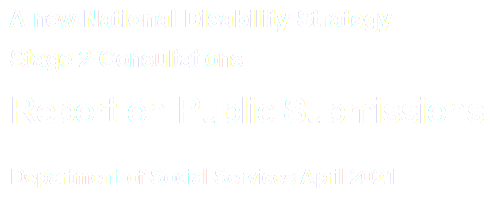 A new National Disability Strategy
Stage 2 Consultations
Report on Public Submissions
Department of Social Services April 2021